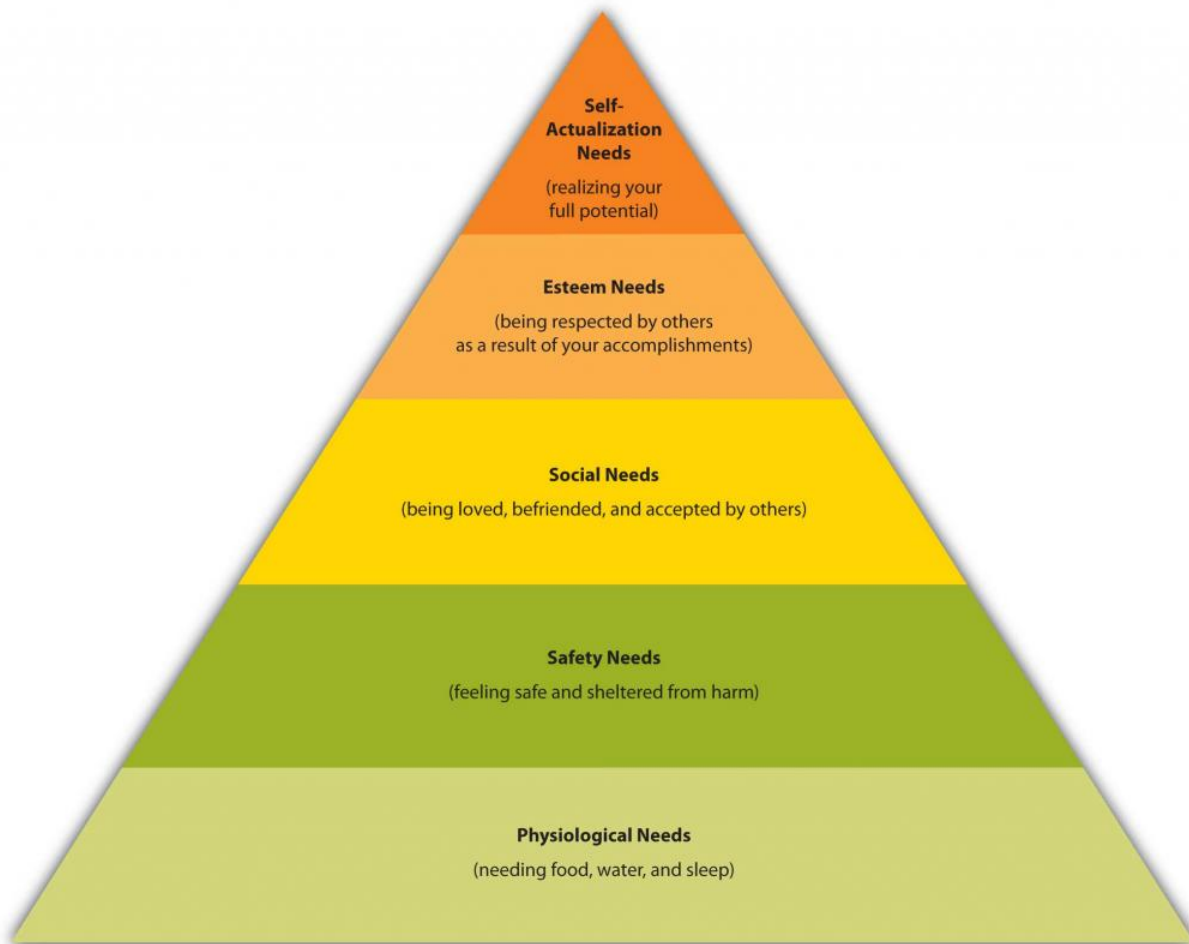 Self-
Actualization
Needs
(realizing your
full potential)
Esteem Needs
(being respected by others
as a result of your accomplishments)
Social Needs
(being loved, befriended, and accepted by others)
Safety Needs
(feeling safe and sheltered from harm)
Physiological Needs
(needing food, water, and sleep)